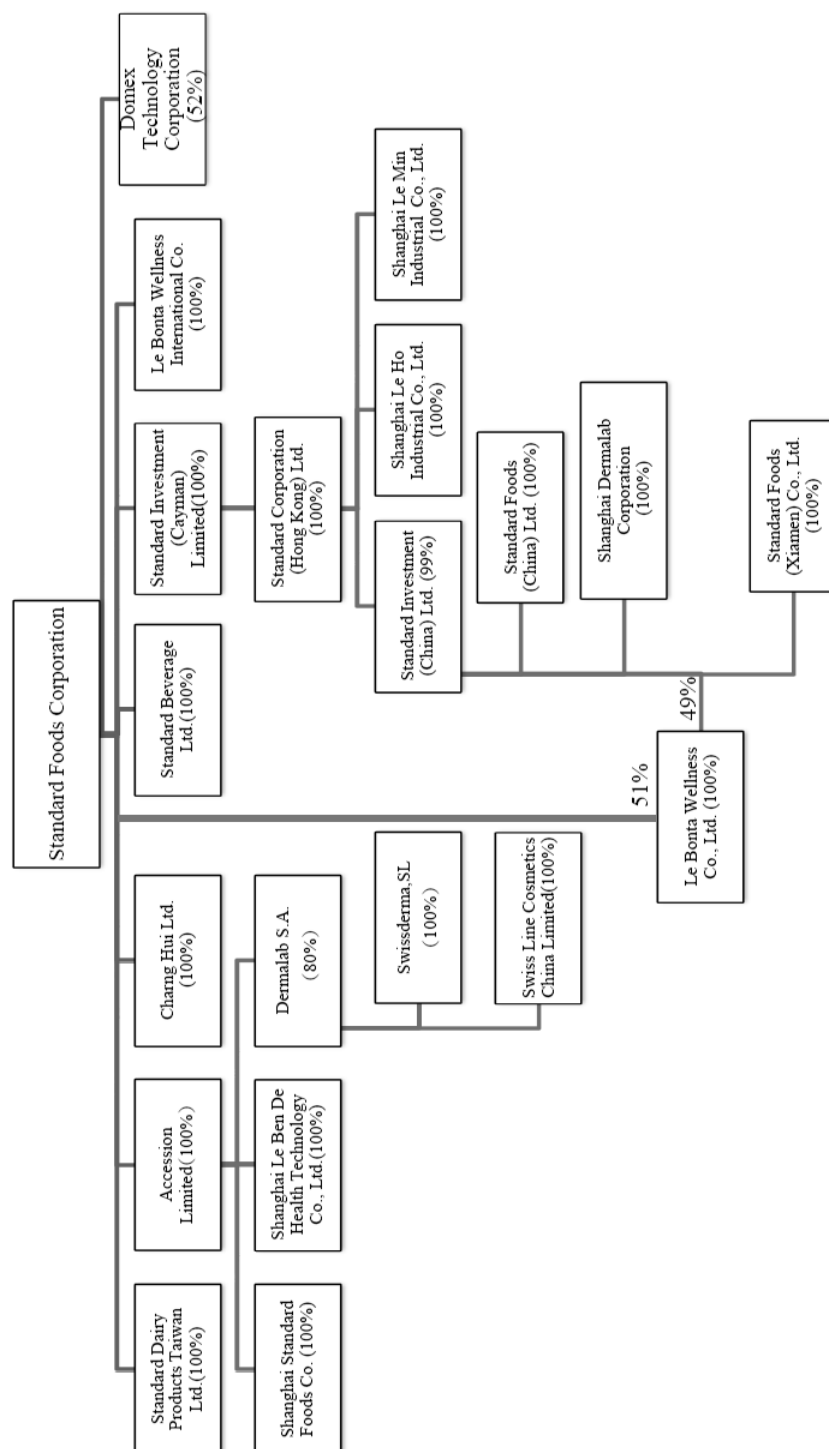 Standard Foods Corporation
Standard Dairy
Products Taiwan
Ltd.(100%)
Accession
Limited(100%)
Charng Hui Ltd.
(100%)
Standard Beverage
Ltd.(100%)
Standard Investment
(Cayman)
Limited(100%)
Le Bonta Wellness
International Co.
(100%)
Domex
Technology
Corporation
(52%)
Shanghai Standard
Foods Co. (100%)
Shanghai Le Ben De
Health Technology
Co., Ltd.(100%)
Dermalab S.A.
(80%)
Standard Corporation
(Hong Kong) Ltd.
(100%)
Swissderma,SL
(100%)
Standard Investment
(China) Ltd. (99%)
Shanghai Le Ho
Industrial Co., Ltd.
(100%)
Shanghai Le Min
Industrial Co., Ltd.
(100%)
Swiss Line Cosmetics
China Limited(100%)
Standard Foods
(China) Ltd. (100%)
Shanghai Dermalab
Corporation
(100%)
51%
49%
Le Bonta Wellness
Co., Ltd. (100%)
Standard Foods
(Xiamen) Co., Ltd.
(100%)